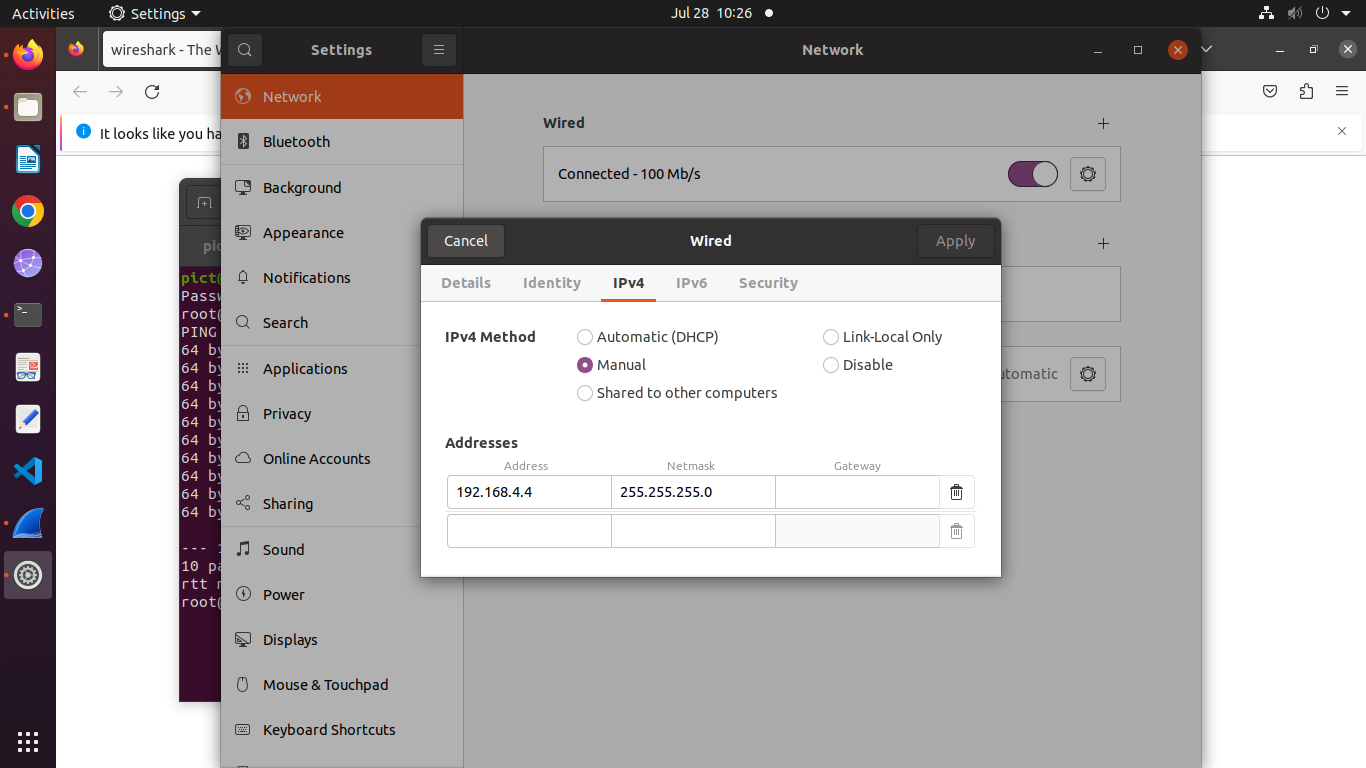 Activities Settings Jul 28 10:26
wireshark - The W Settings Network
It looks like you ha
Network
Bluetooth
Background
Appearance
Notifications
Search
Applications
Privacy
Online Accounts
Sharing
Sound
Power
Displays
Mouse & Touchpad
Keyboard Shortcuts
Wired
Connected - 100 Mb/s
utomatic
Cancel Wired Apply
Details Identity IPv4 IPv6 Security
IPv4 Method Automatic (DHCP) Link-Local Only
Manual Disable
Shared to other computers
Addresses
Address Netmask Gateway
192.168.4.4 255.255.255.0
pic
pict@
Passw
root@
PING
64 by
64 by
64 by
64 by
64 by
64 by
64 by
64 by
64 by
64 by
--- 1
10 pa
rtt m
root@